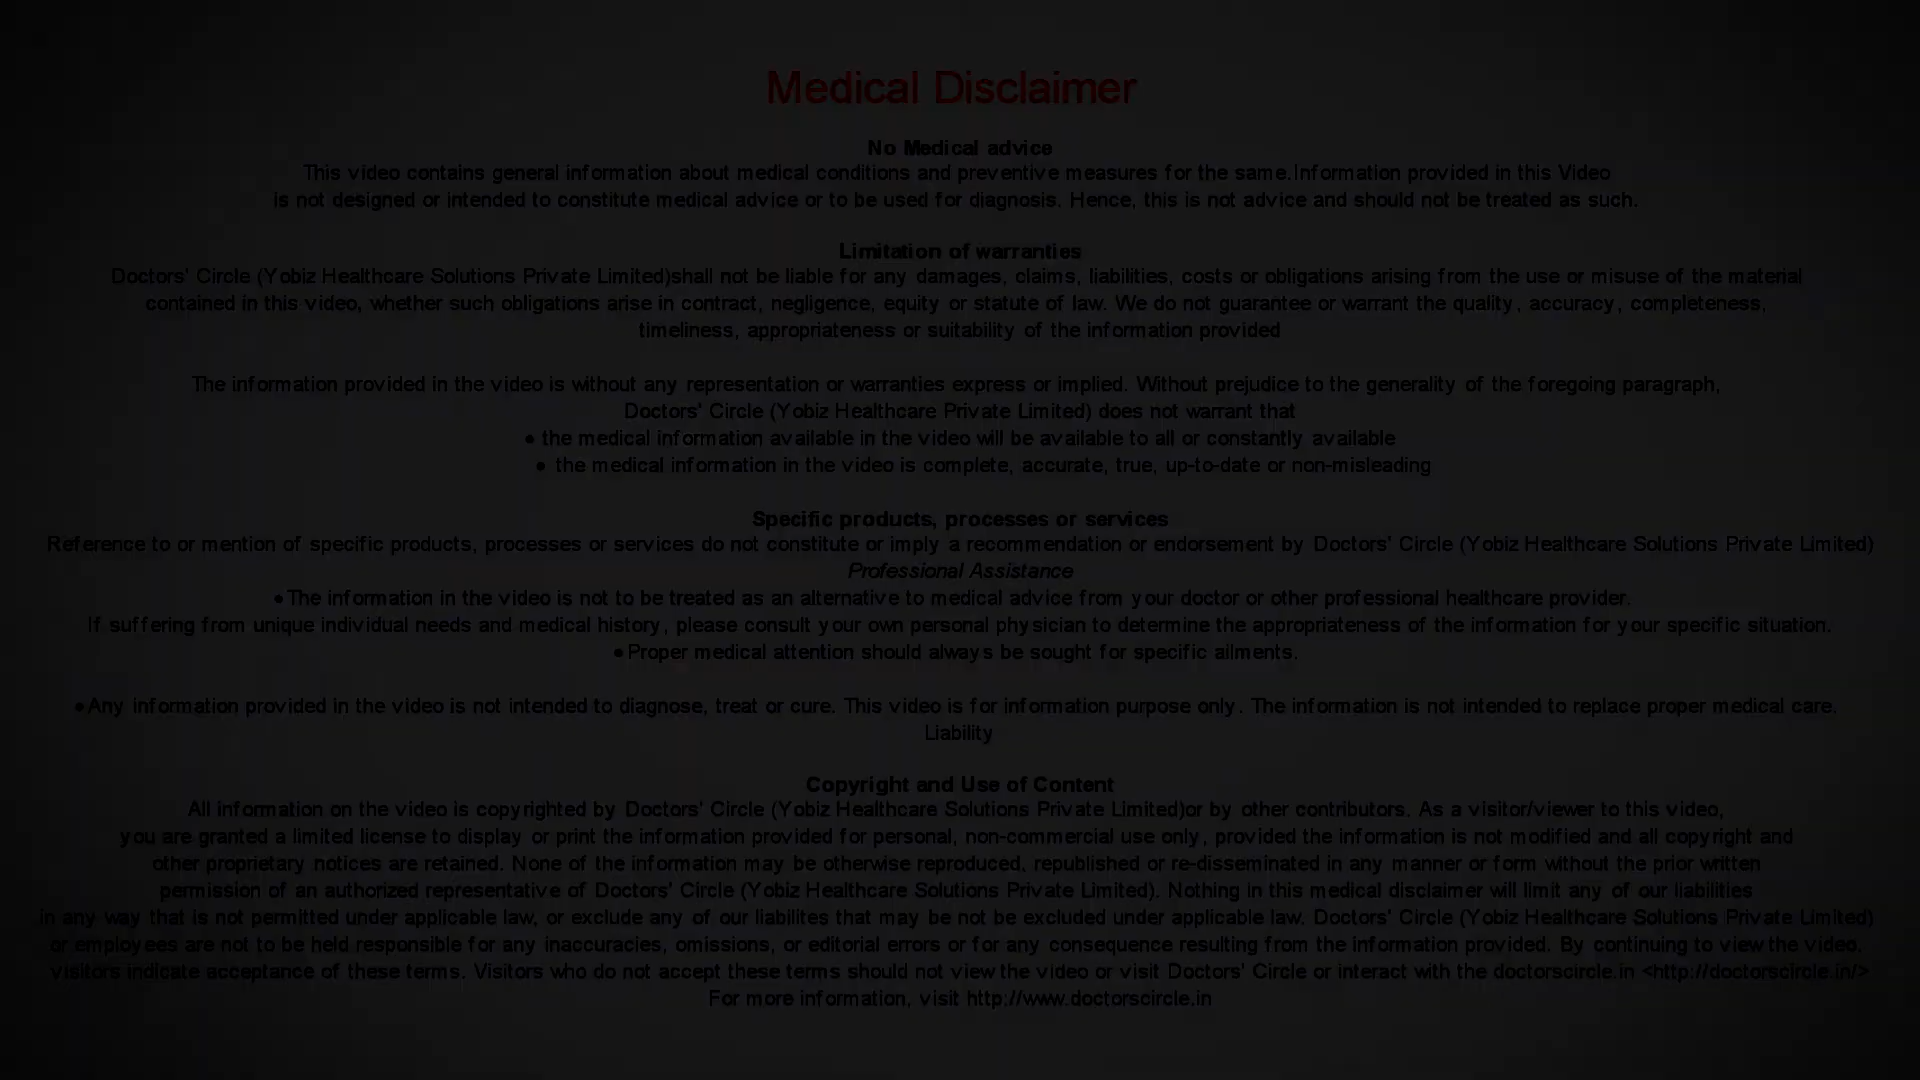 Medical Disclaimer
No Medical advice
This video contains general information about medical conditions and preventive measures for the same.Information provided in this Video
is not designed or intended to constitute medical advice or to be used for diagnosis. Hence, this is not advice and should not be treated as such.
Limitation of warranties
Doctors' Circle (Yobiz Healthcare Solutions Private Limited)shall not be liable for any damages, claims, liabilities, costs or obligations arising from the use or misuse of the material
contained in this video, whether such obligations arise in contract, negligence, equity or statute of law. We do not guarantee or warrant the quality, accuracy, completeness,
timeliness, appropriateness or suitability of the information provided
The information provided in the video is without any representation or warranties express or implied. Without prejudice to the generality of the foregoing paragraph,
Doctors' Circle (Yobiz Healthcare Private Limited) does not warrant that
● the medical information available in the video will be available to all or constantly available
● the medical information in the video is complete, accurate, true, up-to-date or non-misleading
Specific products, processes or services
Reference to or mention of specific products, processes or services do not constitute or imply a recommendation or endorsement by Doctors' Circle (Yobiz Healthcare Solutions Private Limited)
Professional Assistance
●The information in the video is not to be treated as an alternative to medical advice from your doctor or other professional healthcare provider.
If suffering from unique individual needs and medical history, please consult your own personal physician to determine the appropriateness of the information for your specific situation.
●Proper medical attention should always be sought for specific ailments.
●Any information provided in the video is not intended to diagnose, treat or cure. This video is for information purpose only. The information is not intended to replace proper medical care.
Liability
Copyright and Use of Content
All information on the video is copyrighted by Doctors' Circle (Yobiz Healthcare Solutions Private Limited)or by other contributors. As a visitor/viewer to this video,
you are granted a limited license to display or print the information provided for personal, non-commercial use only, provided the information is not modified and all copyright and
other proprietary notices are retained. None of the information may be otherwise reproduced, republished or re-disseminated in any manner or form without the prior written
permission of an authorized representative of Doctors' Circle (Yobiz Healthcare Solutions Private Limited). Nothing in this medical disclaimer will limit any of our liabilities
in any way that is not permitted under applicable law, or exclude any of our liabilites that may be not be excluded under applicable law. Doctors' Circle (Yobiz Healthcare Solutions Private Limited)
or employees are not to be held responsible for any inaccuracies, omissions, or editorial errors or for any consequence resulting from the information provided. By continuing to view the video,
visitors indicate acceptance of these terms. Visitors who do not accept these terms should not view the video or visit Doctors' Circle or interact with the doctorscircle.in <http://doctorscircle.in/>
For more information, visit http://www.doctorscircle.in